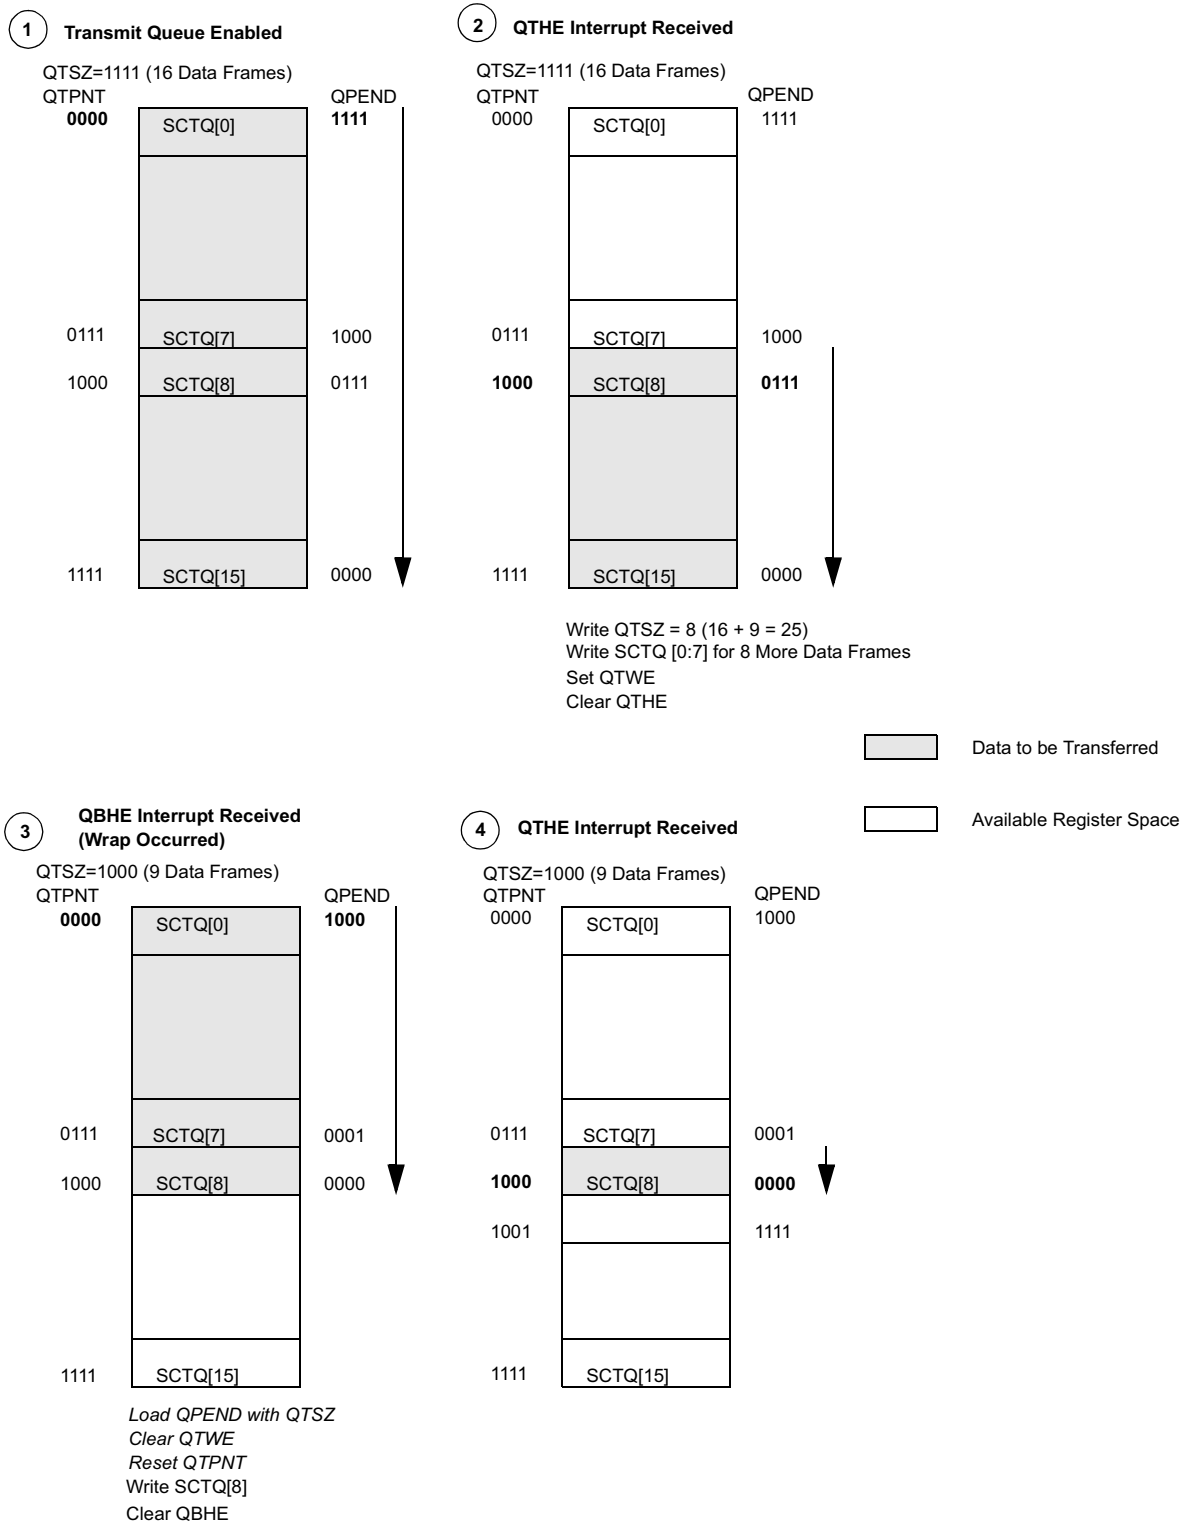 1 Transmit Queue Enabled
QTSZ=1111 (16 Data Frames)
QTPNT QPEND
0000 SCTQ[0] 1111
0111 SCTQ[7] 1000
1000 SCTQ[8] 0111
1111 SCTQ[15] 0000
2 QTHE Interrupt Received
QTSZ=1111 (16 Data Frames)
QTPNT QPEND
0000 SCTQ[0] 1111
0111 SCTQ[7] 1000
1000 SCTQ[8] 0111
1111 SCTQ[15] 0000
Write QTSZ = 8 (16 + 9 = 25)
Write SCTQ [0:7] for 8 More Data Frames
Set QTWE
Clear QTHE
Data to be Transferred
Available Register Space
3 QBHE Interrupt Received
(Wrap Occurred)
QTSZ=1000 (9 Data Frames)
QTPNT QPEND
0000 SCTQ[0] 1000
0111 SCTQ[7] 0001
1000 SCTQ[8] 0000
1111 SCTQ[15]
Load QPEND with QTSZ
Clear QTWE
Reset QTPNT
Write SCTQ[8]
Clear QBHE
4 QTHE Interrupt Received
QTSZ=1000 (9 Data Frames)
QTPNT QPEND
0000 SCTQ[0] 1000
0111 SCTQ[7] 0001
1000 SCTQ[8] 0000
1001 1111
1111 SCTQ[15]